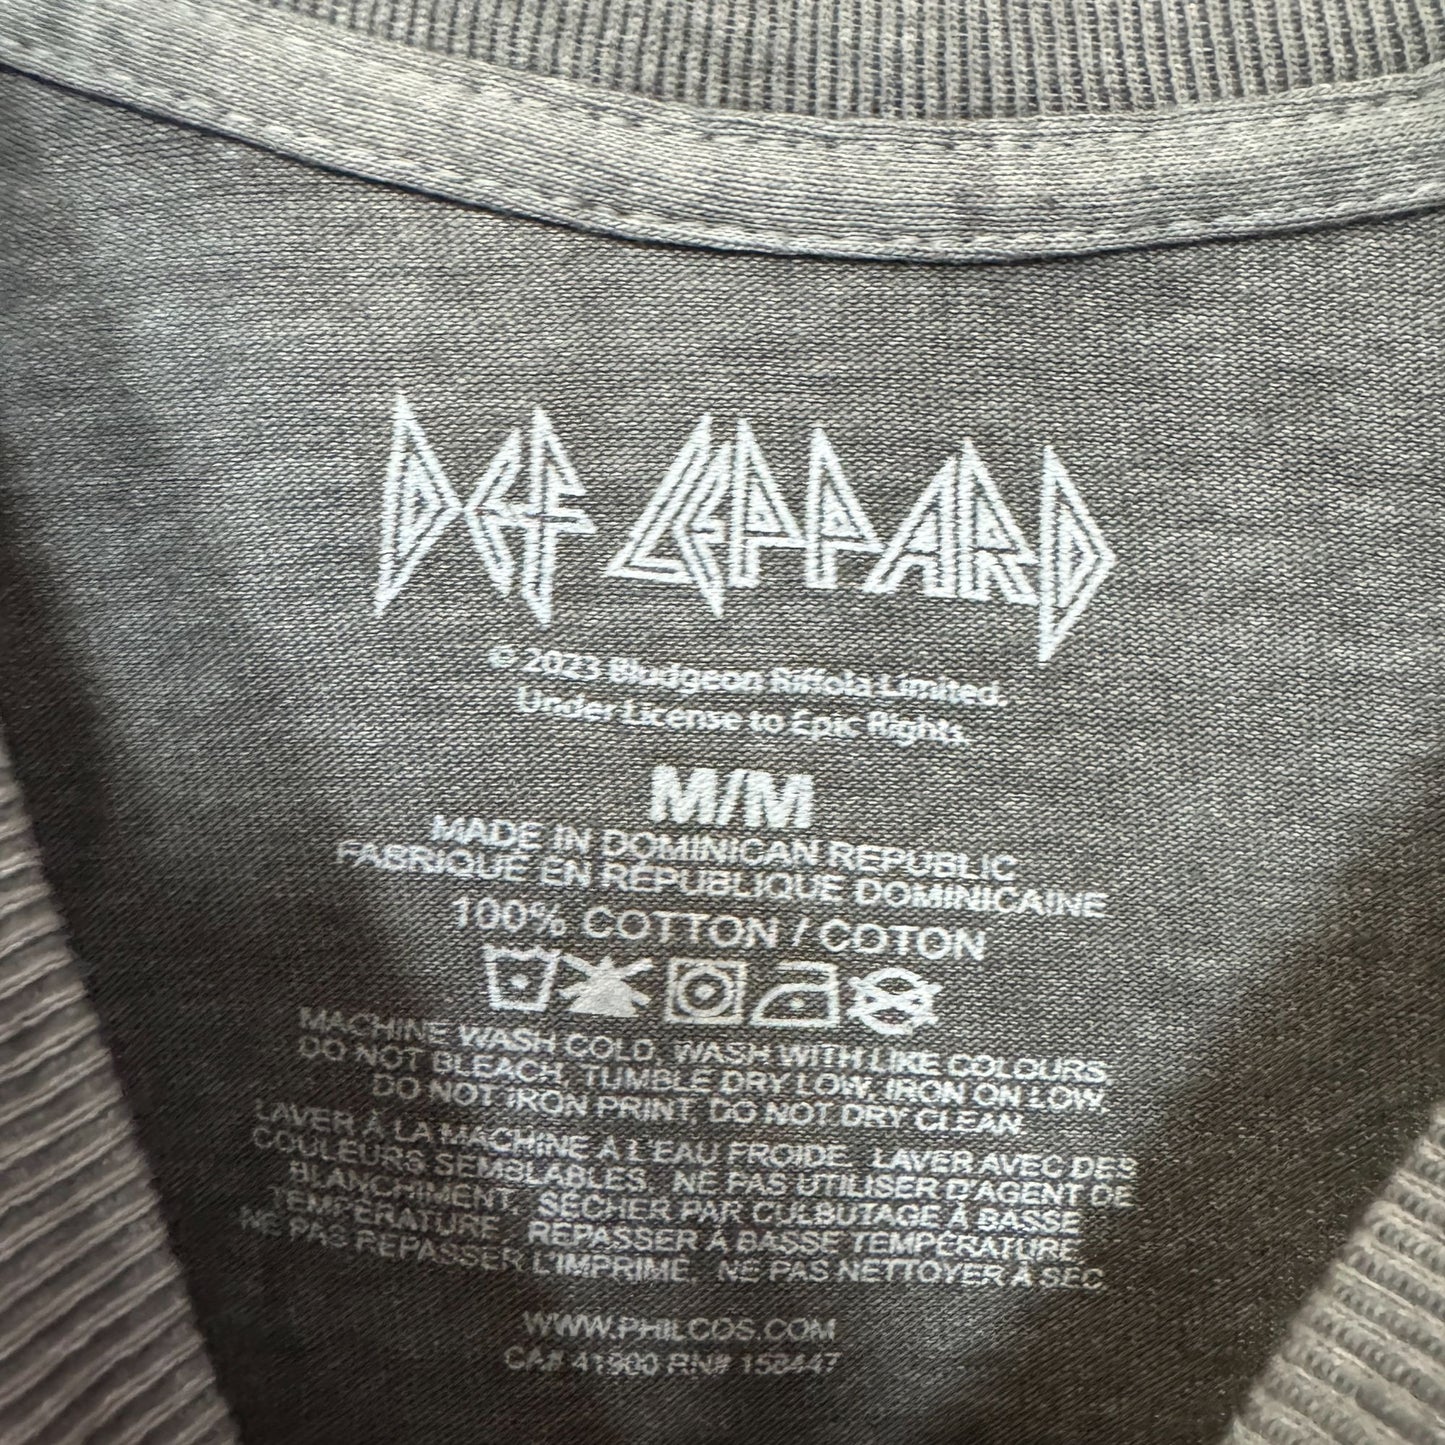 DEF LEPPARD
© 2023 Bludgeon Riffola Limited.
Under License to Epic Rights.
M/M
MADE IN DOMINICAN REPUBLIC
FABRIQUÉ EN RÉPUBLIQUE DOMINICAINE
100% COTTON / COTON
MACHINE WASH COLD. WASH WITH LIKE COLOURS.
DO NOT BLEACH. TUMBLE DRY LOW. IRON ON LOW.
DO NOT IRON PRINT, DO NOT DRY CLEAN.
LAVER À LA MACHINE À L'EAU FROIDE. LAVER AVEC DES
COULEURS SEMBLABLES. NE PAS UTILISER D'AGENT DE
BLANCHIMENT. SÉCHER PAR CULBUTAGE À BASSE
TEMPÉRATURE. REPASSER À BASSE TEMPÉRATURE.
NE PAS REPASSER L'IMPRIMÉ. NE PAS NETTOYER À SEC
WWW.PHILCOS.COM
CA# 41900 RN# 158447